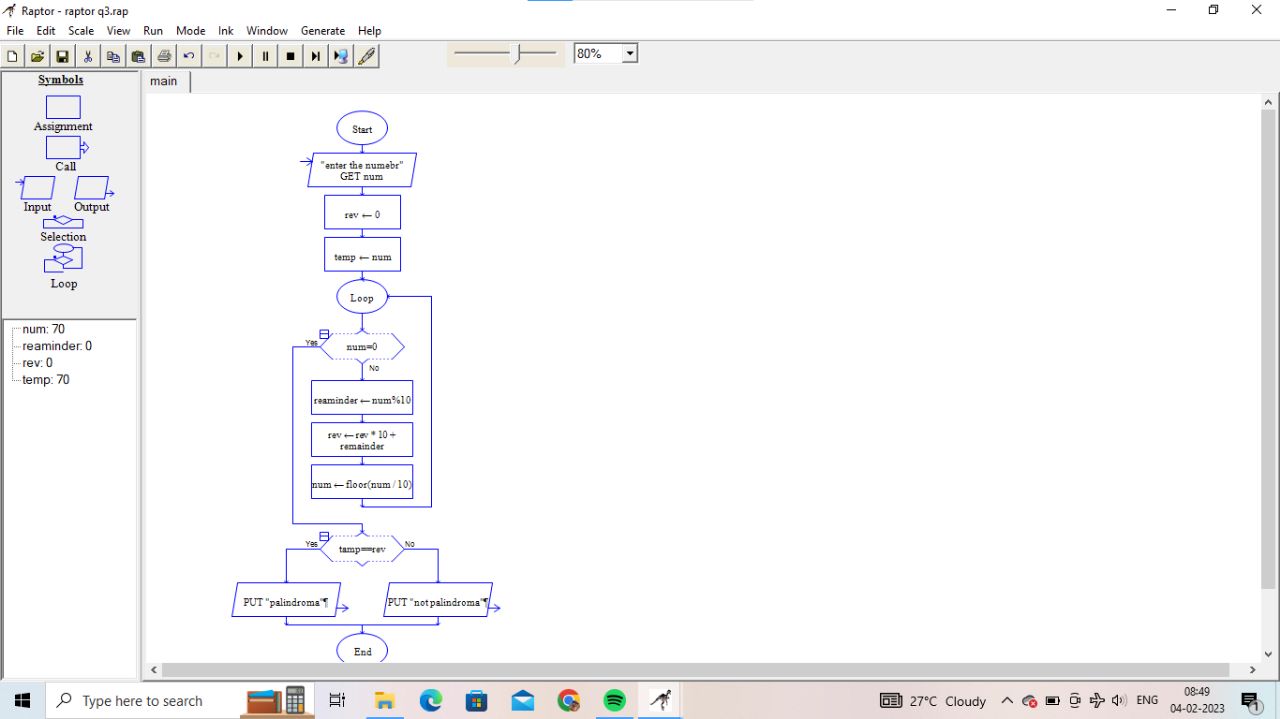 Raptor - raptor q3.rap
File Edit Scale View Run Mode Ink Window Generate Help
80%
Symbols
Assignment
Call
Input Output
Selection
Loop
num: 70
reaminder: 0
rev: 0
temp: 70
main
Start
"enter the numebr"
GET num
rev ← 0
temp ← num
Loop
Yes
num=0
No
reaminder ← num%10
rev ← rev * 10 +
remainder
num ← floor(num / 10)
Yes
tamp==rev
No
PUT "palindroma"¶
PUT "not palindroma"¶
End
Type here to search
27°C Cloudy
ENG
08:49
04-02-2023
1